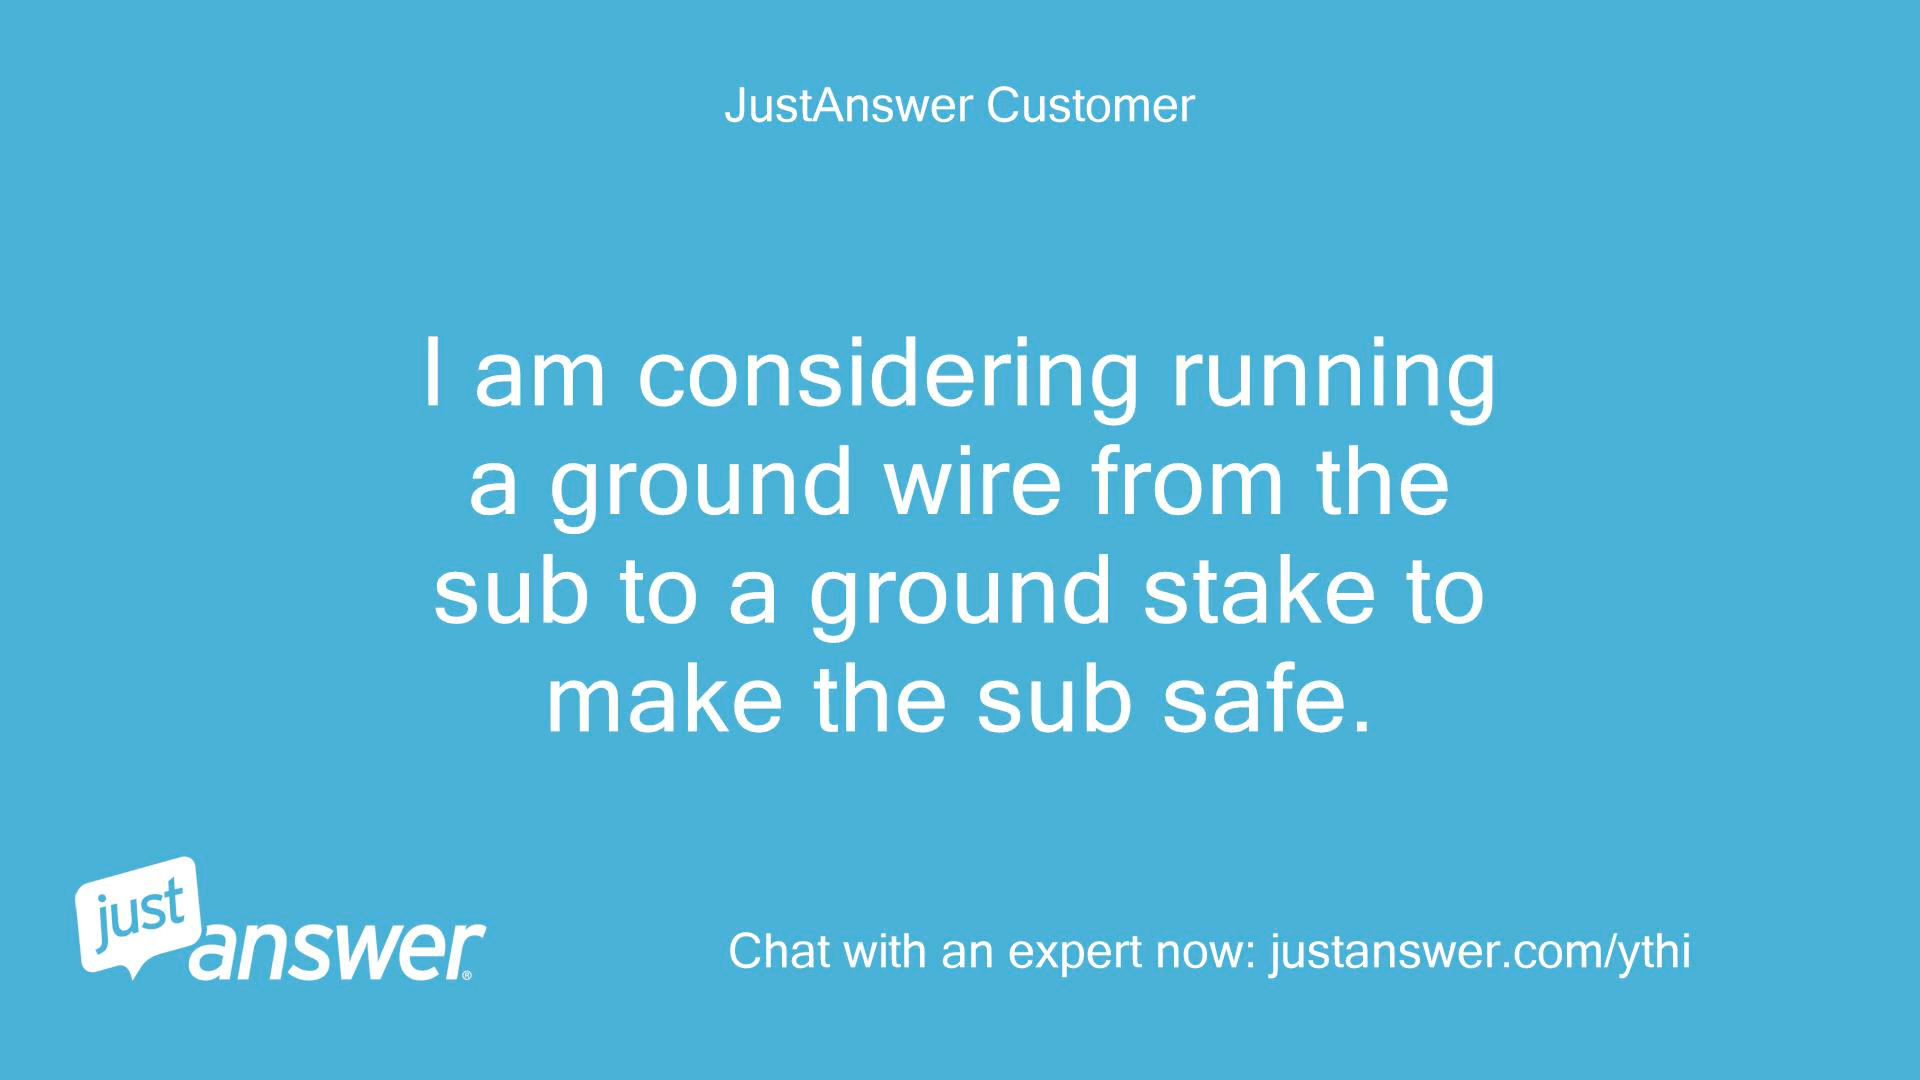 JustAnswer Customer
I am considering running
a ground wire from the
sub to a ground stake to
make the sub safe.
just
answer®
Chat with an expert now: justanswer.com/ythi